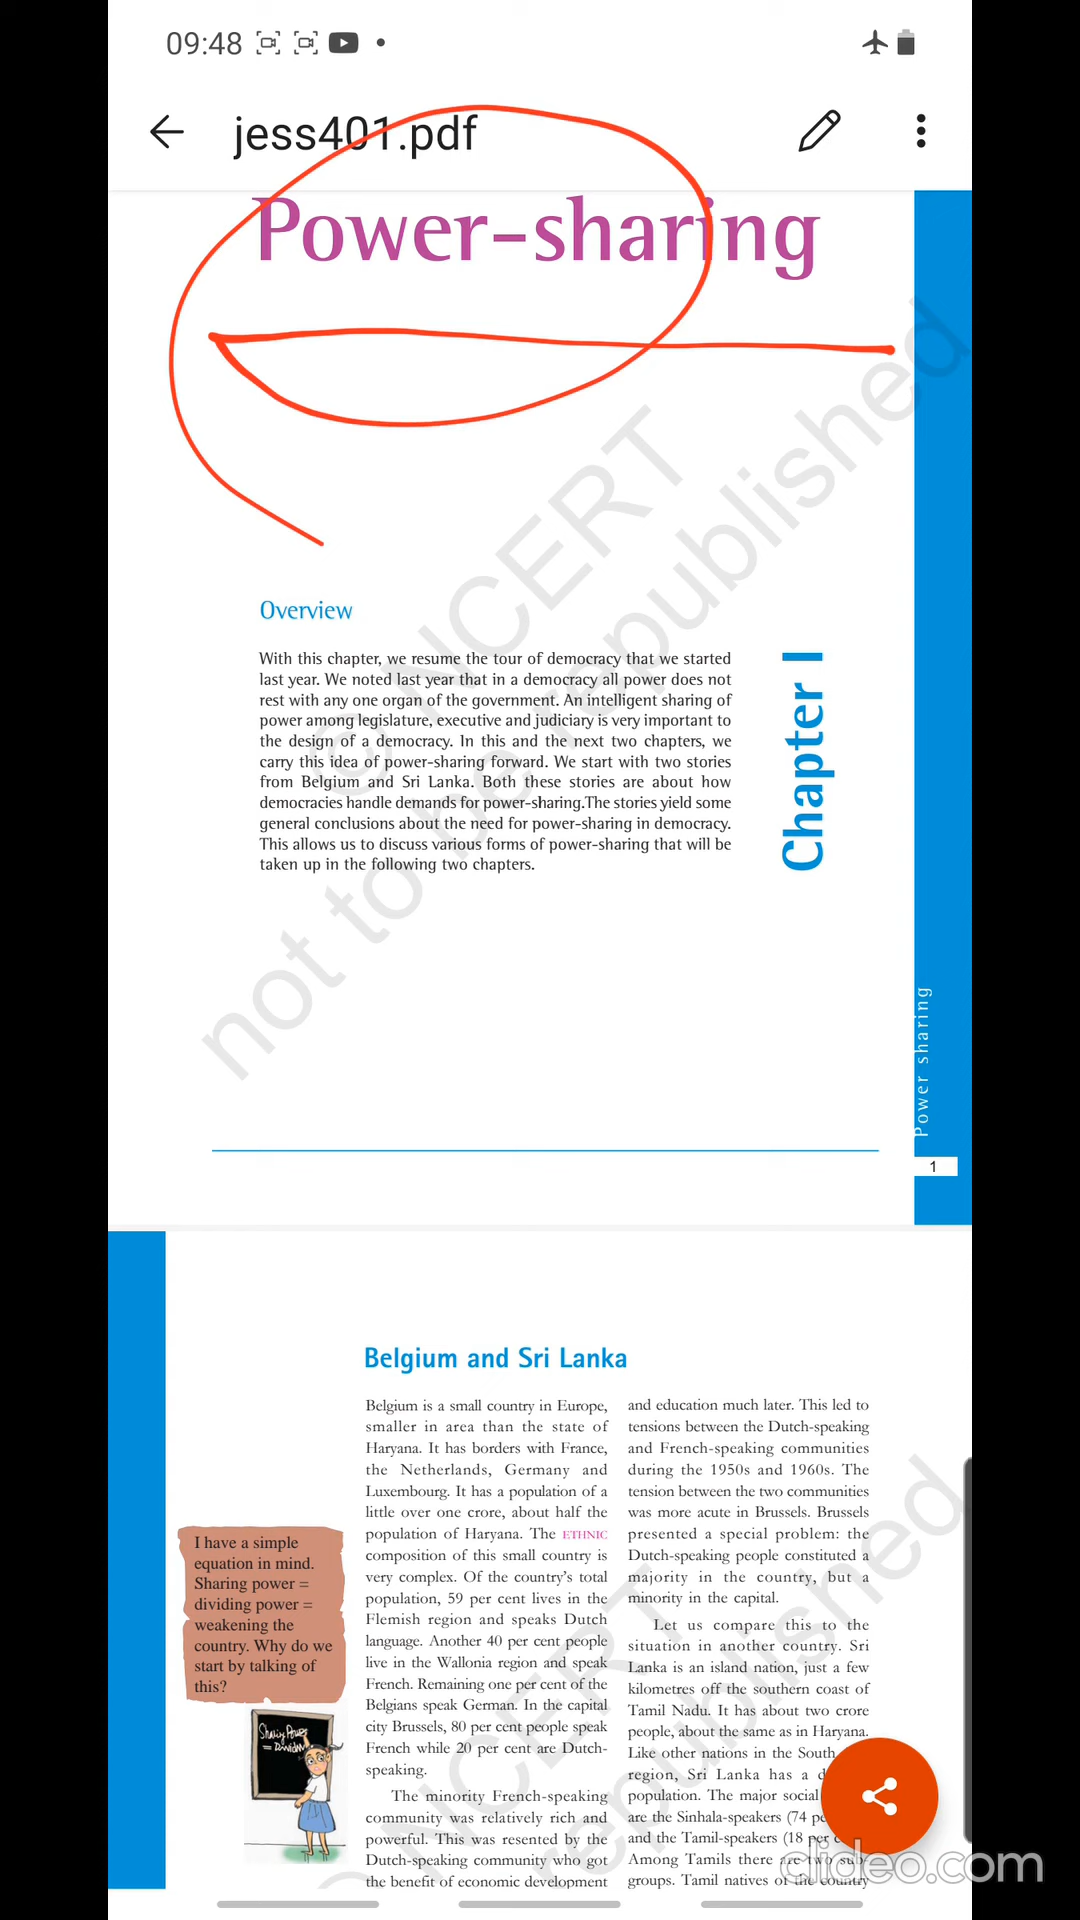 09:48
jess401.pdf
Power-sharing
Overview
With this chapter, we resume the tour of democracy that we started
last year. We noted last year that in a democracy all power does not
rest with any one organ of the government. An intelligent sharing of
power among legislature, executive and judiciary is very important to
the design of a democracy. In this and the next two chapters, we
carry this idea of power-sharing forward. We start with two stories
from Belgium and Sri Lanka. Both these stories are about how
democracies handle demands for power-sharing.The stories yield some
general conclusions about the need for power-sharing in democracy.
This allows us to discuss various forms of power-sharing that will be
taken up in the following two chapters.
Chapter I
© NCERT
not to be republished
Power sharing
1
Belgium and Sri Lanka
I have a simple
equation in mind.
Sharing power =
dividing power =
weakening the
country. Why do we
start by talking of
this?
Sharing Power
Belgium is a small country in Europe,
smaller in area than the state of
Haryana. It has borders with France,
the Netherlands, Germany and
Luxembourg. It has a population of a
little over one crore, about half the
population of Haryana. The ETHNIC
composition of this small country is
very complex. Of the country's total
population, 59 per cent lives in the
Flemish region and speaks Dutch
language. Another 40 per cent people
live in the Wallonia region and speak
French. Remaining one per cent of the
Belgians speak German. In the capital
city Brussels, 80 per cent people speak
French while 20 per cent are Dutch-
speaking.
The minority French-speaking
community was relatively rich and
powerful. This was resented by the
Dutch-speaking community who got
the benefit of economic development
and education much later. This led to
tensions between the Dutch-speaking
and French-speaking communities
during the 1950s and 1960s. The
tension between the two communities
was more acute in Brussels. Brussels
presented a special problem: the
Dutch-speaking people constituted a
majority in the country, but a
minority in the capital.
Let us compare this to the
situation in another country. Sri
Lanka is an island nation, just a few
kilometres off the southern coast of
Tamil Nadu. It has about two crore
people, about the same as in Haryana.
Like other nations in the South
region, Sri Lanka has a
population. The major social
are the Sinhala-speakers (74
and the Tamil-speakers (18 per
Among Tamils there are two sub-
groups. Tamil natives of the country
© NCERT
republished
clideo.com